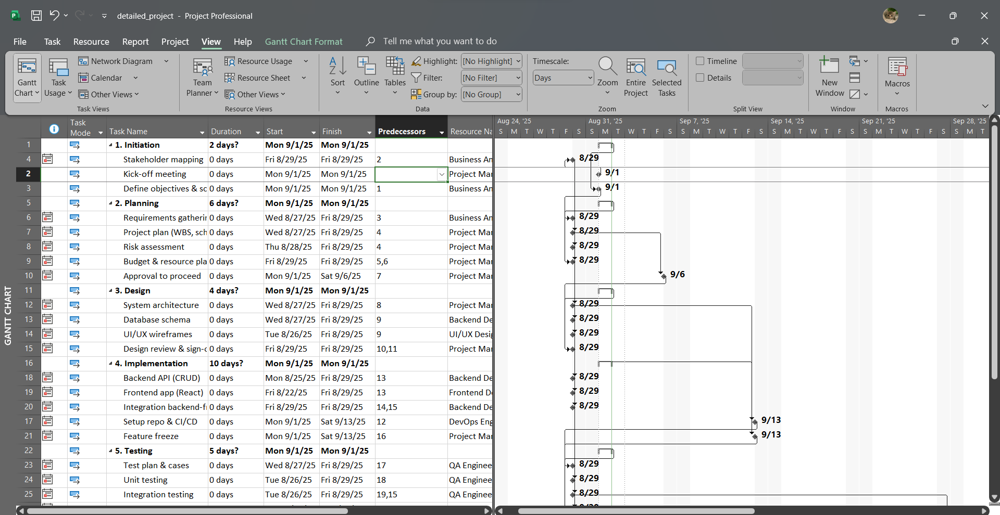 detailed_project - Project Professional
File Task Resource Report Project View Help Gantt Chart Format Tell me what you want to do
Gantt Chart
Task Usage
Network Diagram
Calendar
Other Views
Task Views
Team Planner
Resource Usage
Resource Sheet
Other Views
Resource Views
Sort
Outline
Tables
Highlight: [No Highlight]
Filter: [No Filter]
Group by: [No Group]
Data
Timescale:
Days
Zoom
Entire Project
Selected Tasks
Zoom
Timeline
Details
Split View
New Window
Window
Macros
Macros
GANTT CHART
Task Mode Task Name Duration Start Finish Predecessors Resource Na
1 1. Initiation 2 days? Mon 9/1/25 Mon 9/1/25
4 Stakeholder mapping 0 days Fri 8/29/25 Fri 8/29/25 2 Business An
2 Kick-off meeting 0 days Mon 9/1/25 Mon 9/1/25 Project Mar
3 Define objectives & sc 0 days Mon 9/1/25 Mon 9/1/25 1 Business An
5 2. Planning 6 days? Mon 9/1/25 Mon 9/1/25
6 Requirements gatherin 0 days Wed 8/27/25 Fri 8/29/25 3 Business An
7 Project plan (WBS, sch 0 days Wed 8/27/25 Fri 8/29/25 4 Project Mar
8 Risk assessment 0 days Thu 8/28/25 Fri 8/29/25 4 Project Mar
9 Budget & resource pla 0 days Fri 8/29/25 Fri 8/29/25 5,6 Project Mar
10 Approval to proceed 0 days Mon 9/1/25 Sat 9/6/25 7 Project Mar
11 3. Design 4 days? Mon 9/1/25 Mon 9/1/25
12 System architecture 0 days Wed 8/27/25 Fri 8/29/25 8 Project Mar
13 Database schema 0 days Wed 8/27/25 Fri 8/29/25 9 Backend De
14 UI/UX wireframes 0 days Tue 8/26/25 Fri 8/29/25 9 UI/UX Desig
15 Design review & sign-o 0 days Fri 8/29/25 Fri 8/29/25 10,11 Project Mar
16 4. Implementation 10 days? Mon 9/1/25 Mon 9/1/25
18 Backend API (CRUD) 0 days Mon 8/25/25 Fri 8/29/25 13 Backend De
19 Frontend app (React) 0 days Fri 8/22/25 Fri 8/29/25 13 Frontend De
20 Integration backend-fr 0 days Fri 8/29/25 Fri 8/29/25 14,15 Backend De
17 Setup repo & CI/CD 0 days Mon 9/1/25 Sat 9/13/25 12 DevOps Eng
21 Feature freeze 0 days Mon 9/1/25 Sat 9/13/25 16 Project Mar
22 5. Testing 5 days? Mon 9/1/25 Mon 9/1/25
23 Test plan & cases 0 days Wed 8/27/25 Fri 8/29/25 17 QA Enginee
24 Unit testing 0 days Tue 8/26/25 Fri 8/29/25 18 QA Enginee
25 Integration testing 0 days Tue 8/26/25 Fri 8/29/25 19,15 QA Enginee
Aug 24, '25 Aug 31, '25 Sep 7, '25 Sep 14, '25 Sep 21, '25 Sep 28, '25
S M T W T F S S M T W T F S S M T W T F S S M T W T F S S M T W T F S S M T
8/29
9/1
9/1
8/29
8/29
8/29
8/29
9/6
8/29
8/29
8/29
8/29
8/29
8/29
8/29
9/13
9/13
8/29
8/29
8/29